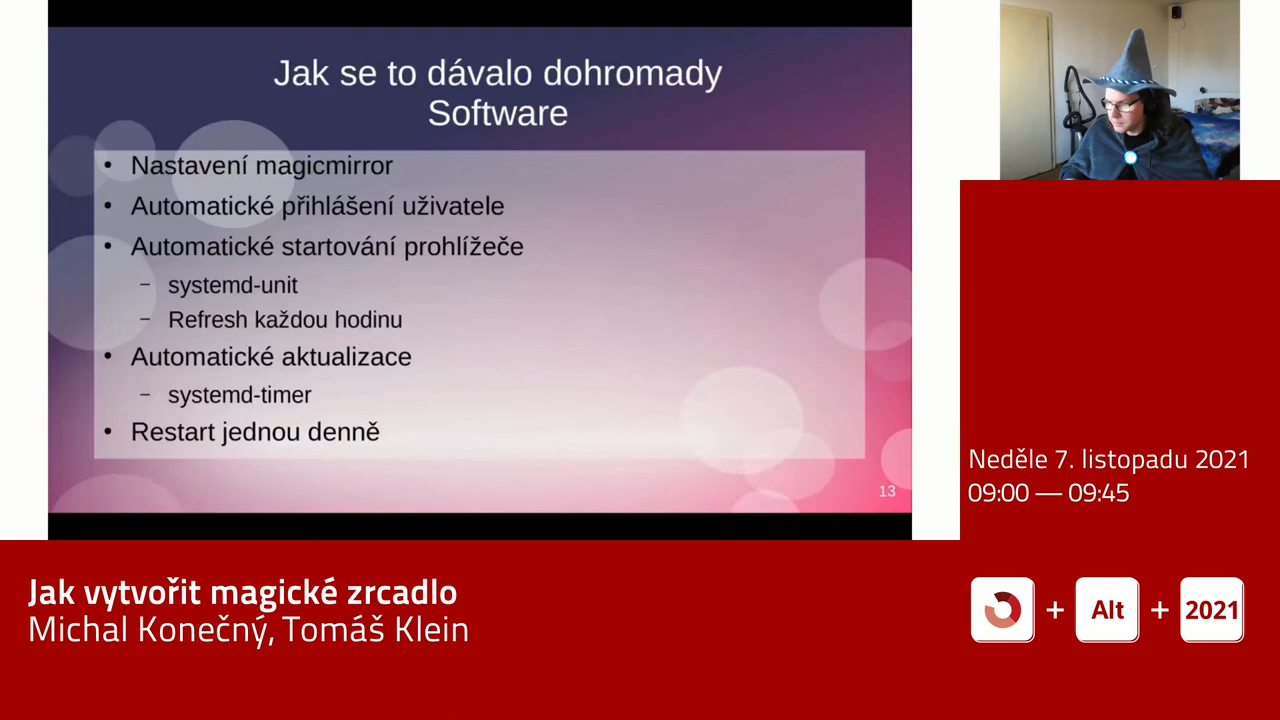 Jak se to dávalo dohromady
Software
• Nastavení magicmirror
• Automatické přihlášení uživatele
• Automatické startování prohlížeče
– systemd-unit
– Refresh každou hodinu
• Automatické aktualizace
– systemd-timer
• Restart jednou denně
13
Neděle 7. listopadu 2021
09:00 — 09:45
Jak vytvořit magické zrcadlo
Michal Konečný, Tomáš Klein
+ Alt + 2021